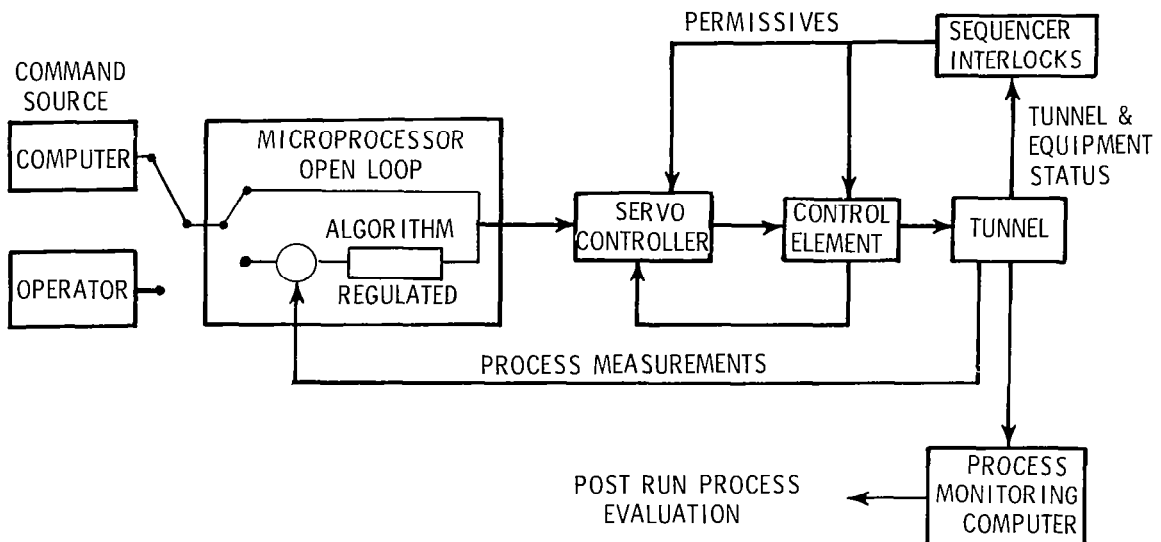 PERMISSIVES
SEQUENCER
INTERLOCKS
COMMAND
SOURCE
COMPUTER
OPERATOR
MICROPROCESSOR
OPEN LOOP
ALGORITHM
REGULATED
SERVO
CONTROLLER
CONTROL
ELEMENT
TUNNEL
TUNNEL &
EQUIPMENT
STATUS
PROCESS MEASUREMENTS
POST RUN PROCESS
EVALUATION
PROCESS
MONITORING
COMPUTER